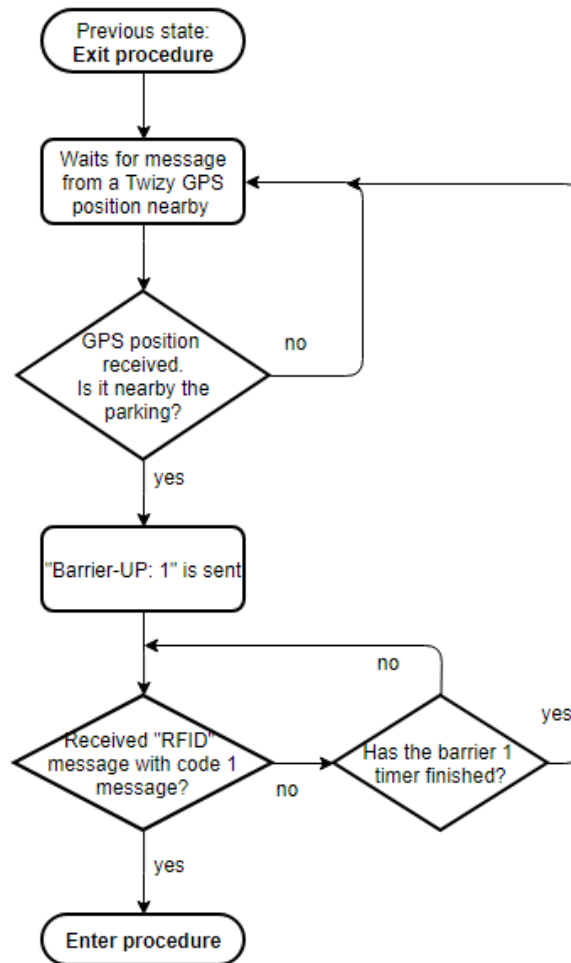 Previous state:
Exit procedure
Waits for message
from a Twizy GPS
position nearby
GPS position
received.
Is it nearby the
parking?
no
yes
"Barrier-UP: 1" is sent
no
yes
Received "RFID"
message with code 1
message?
no
Has the barrier 1
timer finished?
yes
Enter procedure